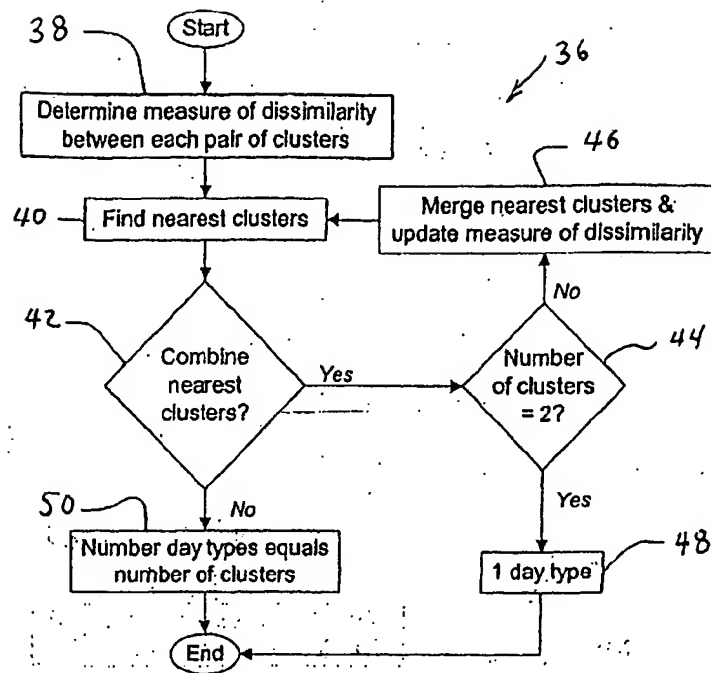 38
Start
36
Determine measure of dissimilarity
between each pair of clusters
46
40
Find nearest clusters
Merge nearest clusters &
update measure of dissimilarity
No
42
44
Combine
nearest
clusters?
Yes
Number
of clusters
= 2?
50
No
Yes
Number day types equals
number of clusters
1 day type
48
End